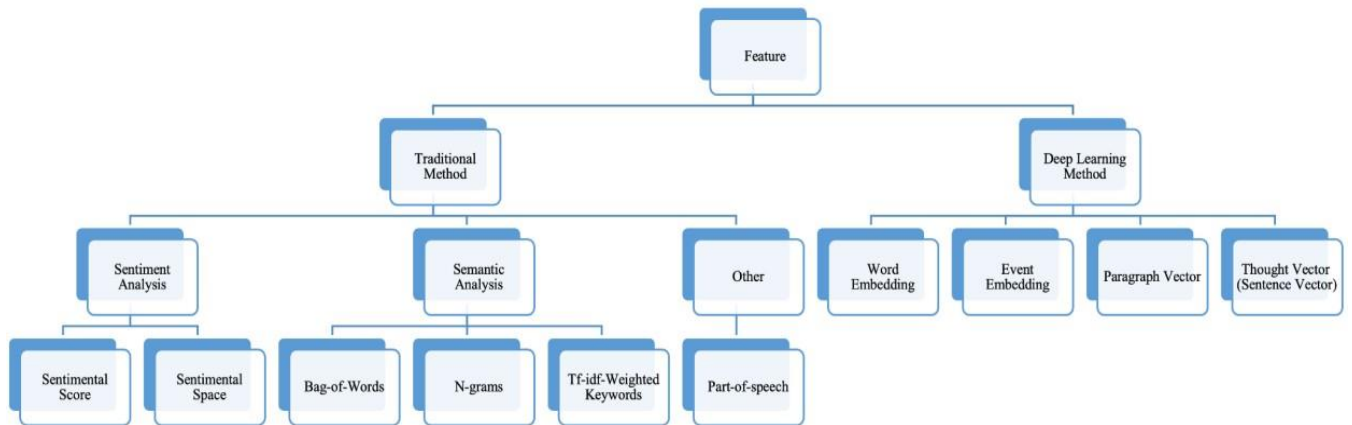 Feature
Traditional
Method
Deep Learning
Method
Sentiment
Analysis
Semantic
Analysis
Other
Word
Embedding
Event
Embedding
Paragraph Vector
Thought Vector
(Sentence Vector)
Sentimental
Score
Sentimental
Space
Bag-of-Words
N-grams
Tf-idf-Weighted
Keywords
Part-of-speech